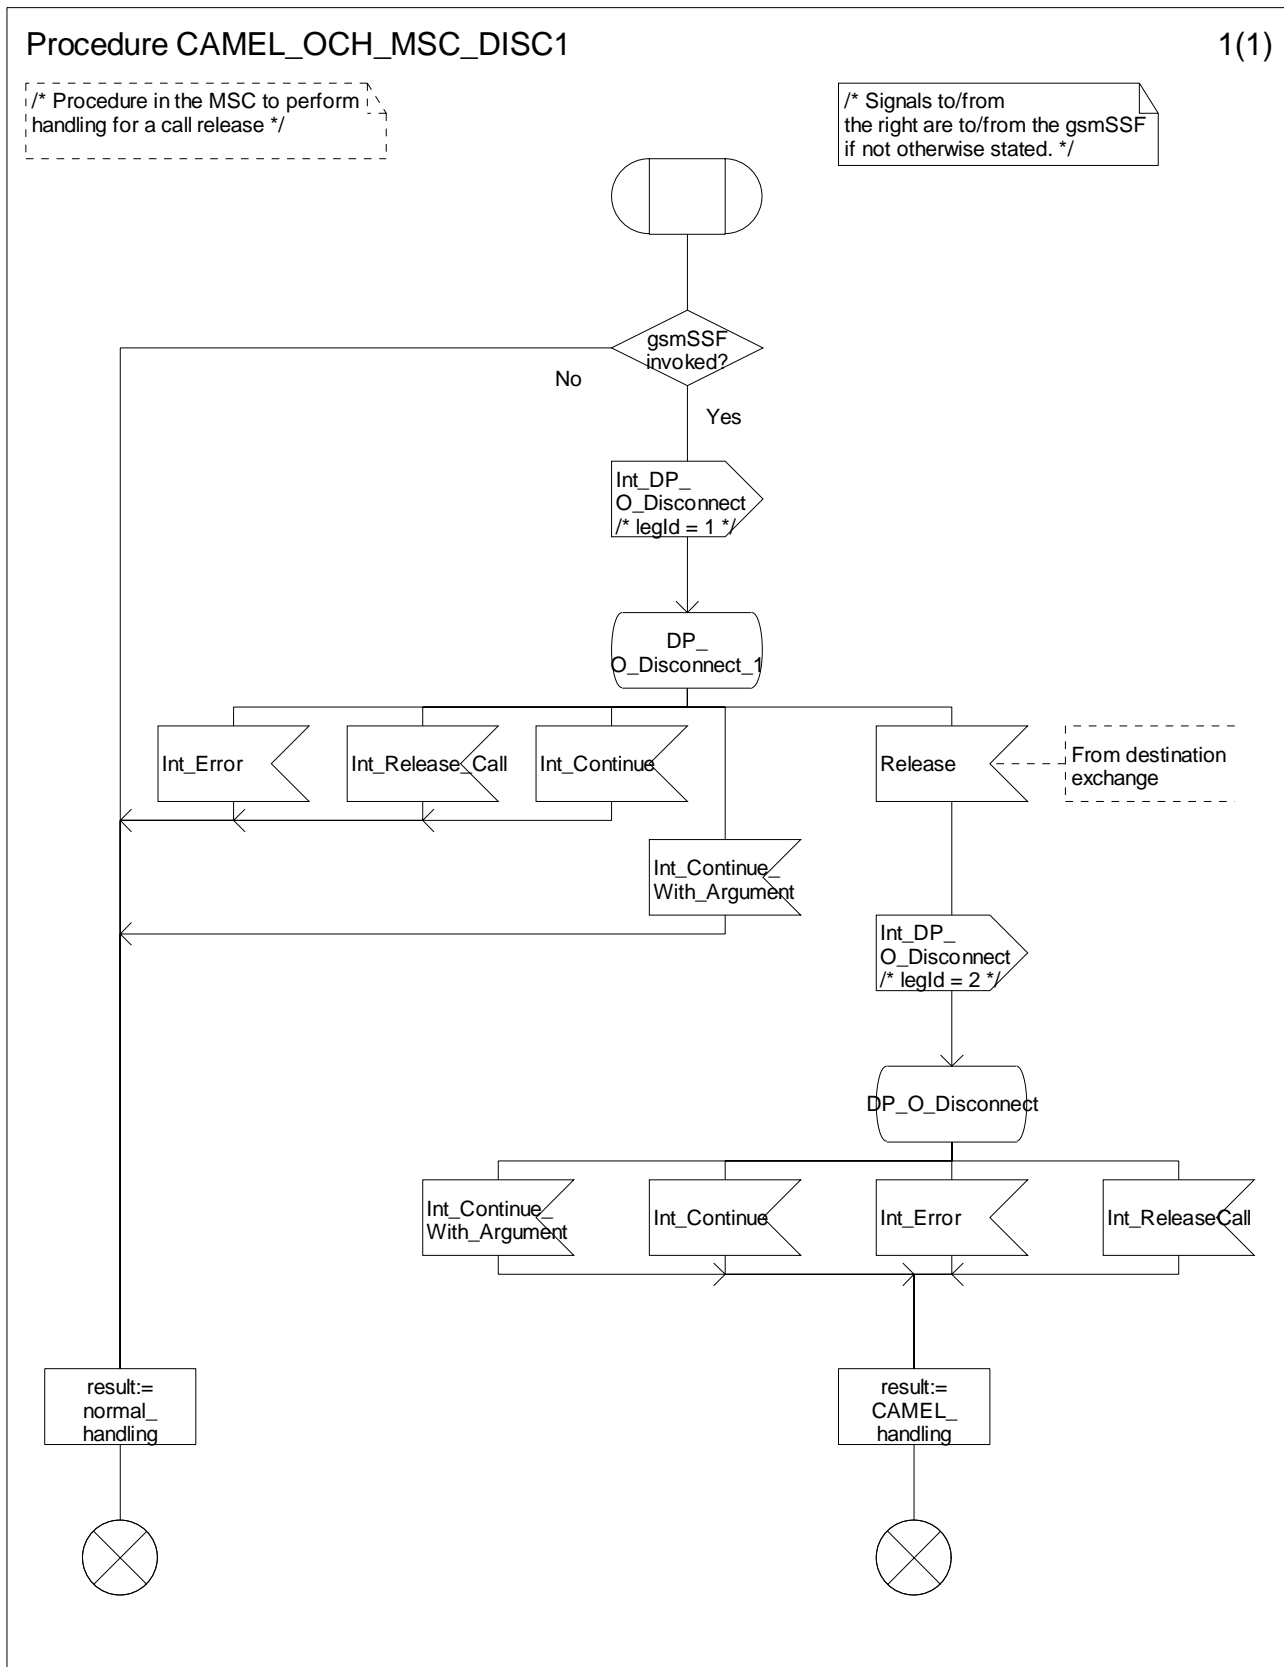 Procedure CAMEL_OCH_MSC_DISC1
1(1)
/* Procedure in the MSC to perform
handling for a call release */
/* Signals to/from
the right are to/from the gsmSSF
if not otherwise stated. */
gsmSSF
invoked?
No
Yes
Int_DP_
O_Disconnect
/* legId = 1 */
DP_
O_Disconnect_1
Int_Error
Int_Release_Call
Int_Continue
Release
From destination
exchange
Int_Continue_
With_Argument
Int_DP_
O_Disconnect
/* legId = 2 */
DP_O_Disconnect
Int_Continue_
With_Argument
Int_Continue
Int_Error
Int_ReleaseCall
result:=
normal_
handling
result:=
CAMEL_
handling